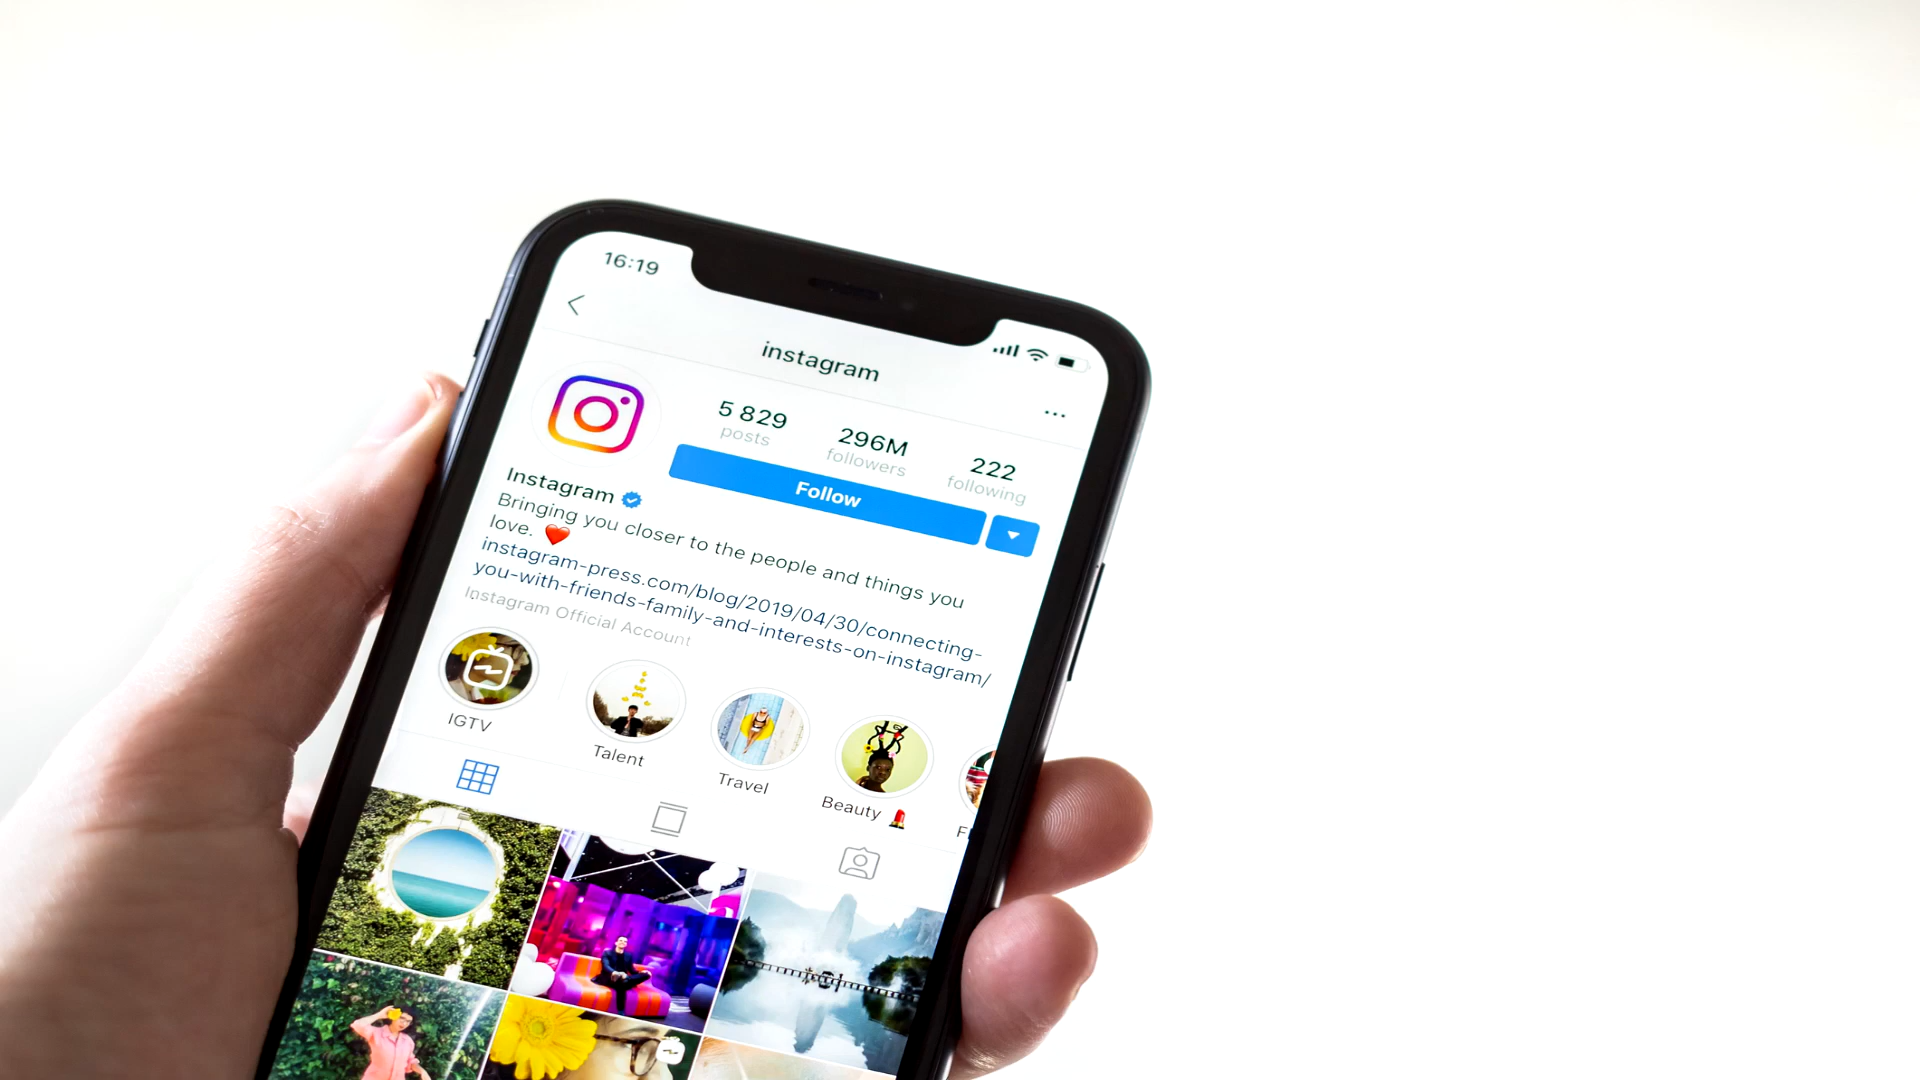 16:19
instagram
5 829
posts
296M
followers
222
following
Follow
Instagram
Bringing you closer to the people and things you
love. ❤️
instagram-press.com/blog/2019/04/30/connecting-
you-with-friends-family-and-interests-on-instagram/
Instagram Official Account
IGTV
Talent
Travel
Beauty 💄